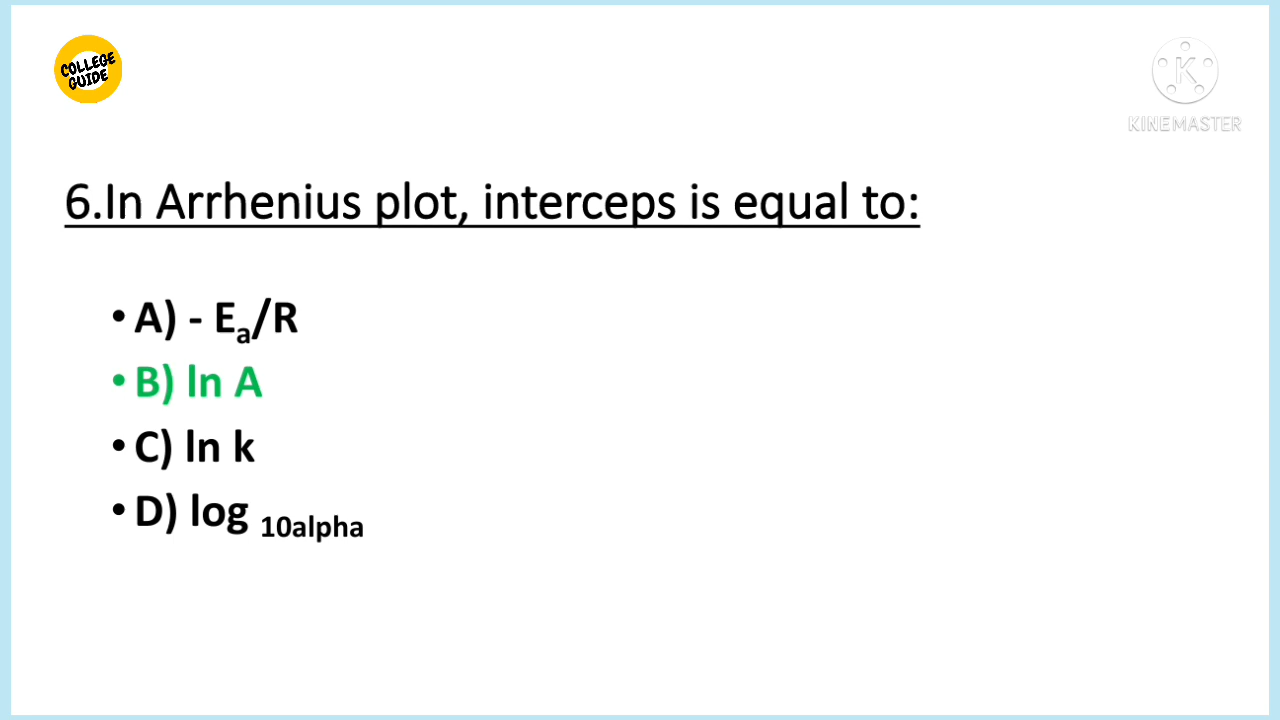 COLLEGE
GUIDE
KINEMASTER
6.In Arrhenius plot, interceps is equal to:
• A) - Ea/R
• B) ln A
• C) ln k
• D) log 10alpha